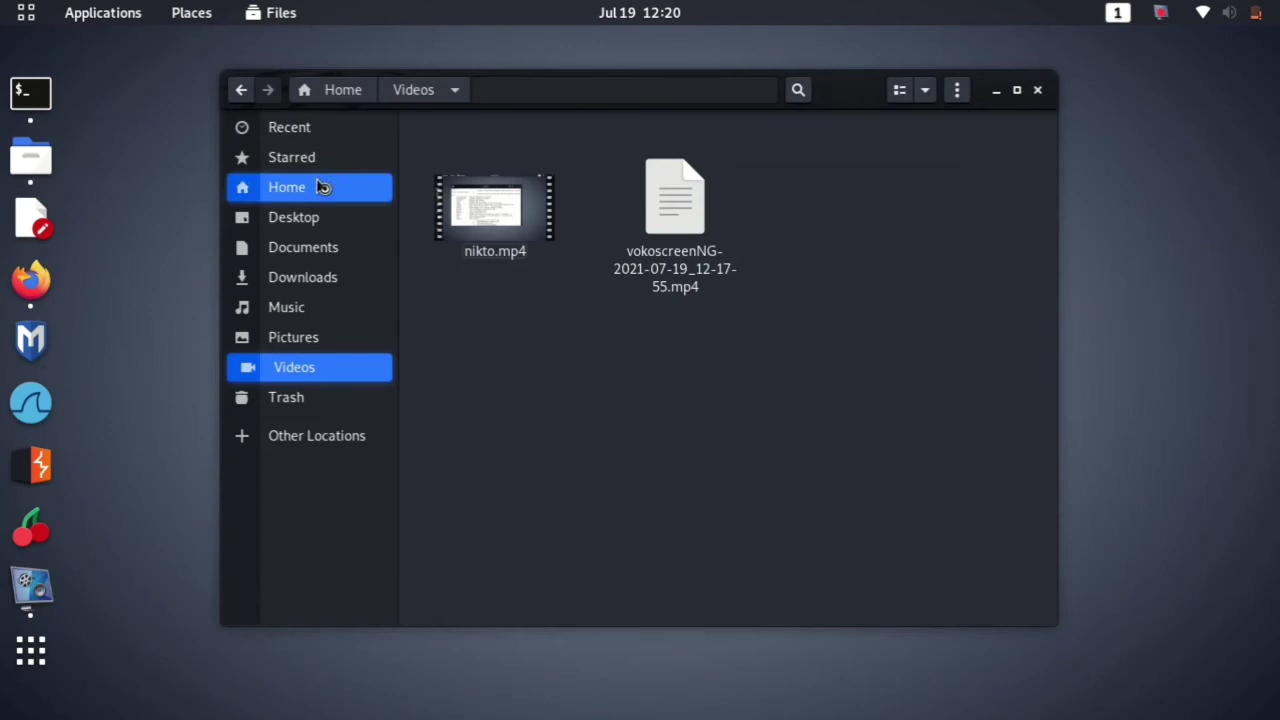 Applications Places Files Jul 19 12:20 1
$_
Home Videos
Recent
Starred
Home
Desktop
Documents
Downloads
Music
Pictures
Videos
Trash
Other Locations
nikto.mp4
vokoscreenNG-
2021-07-19_12-17-
55.mp4